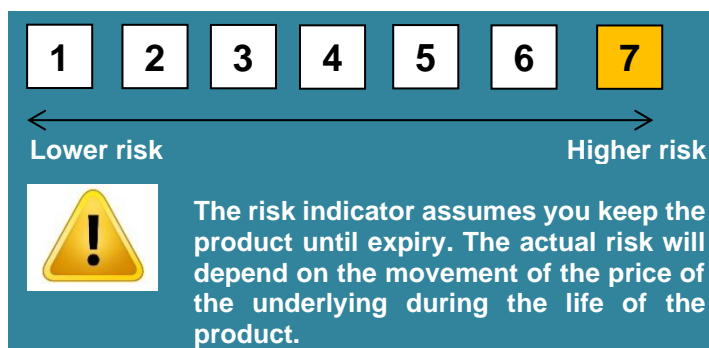 1 2 3 4 5 6 7
Lower risk Higher risk
The risk indicator assumes you keep the
product until expiry. The actual risk will
depend on the movement of the price of
the underlying during the life of the
product.